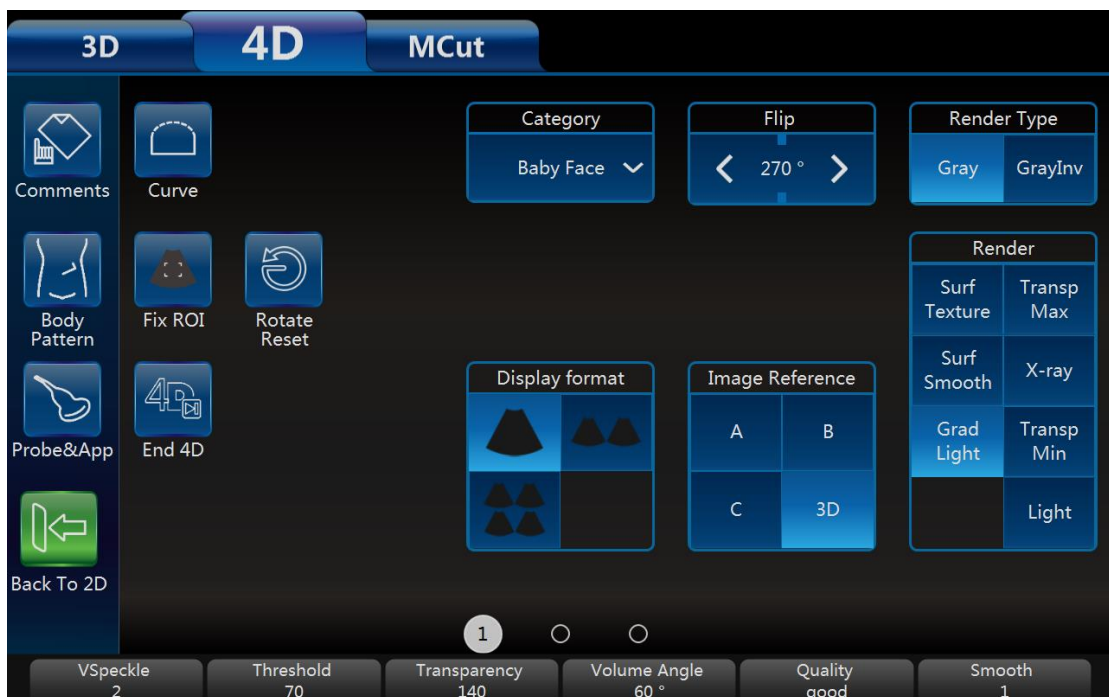 3D
4D
MCut
Comments
Curve
Category
Baby Face
Flip
270 °
Render Type
Gray
GrayInv
Body
Pattern
Fix ROI
Rotate
Reset
Render
Surf
Texture
Transp
Max
Surf
Smooth
X-ray
Grad
Light
Transp
Min
Light
Probe&App
4D
End 4D
Display format
Image Reference
A
B
C
3D
Back To 2D
1
VSpeckle
2
Threshold
70
Transparency
140
Volume Angle
60 °
Quality
good
Smooth
1